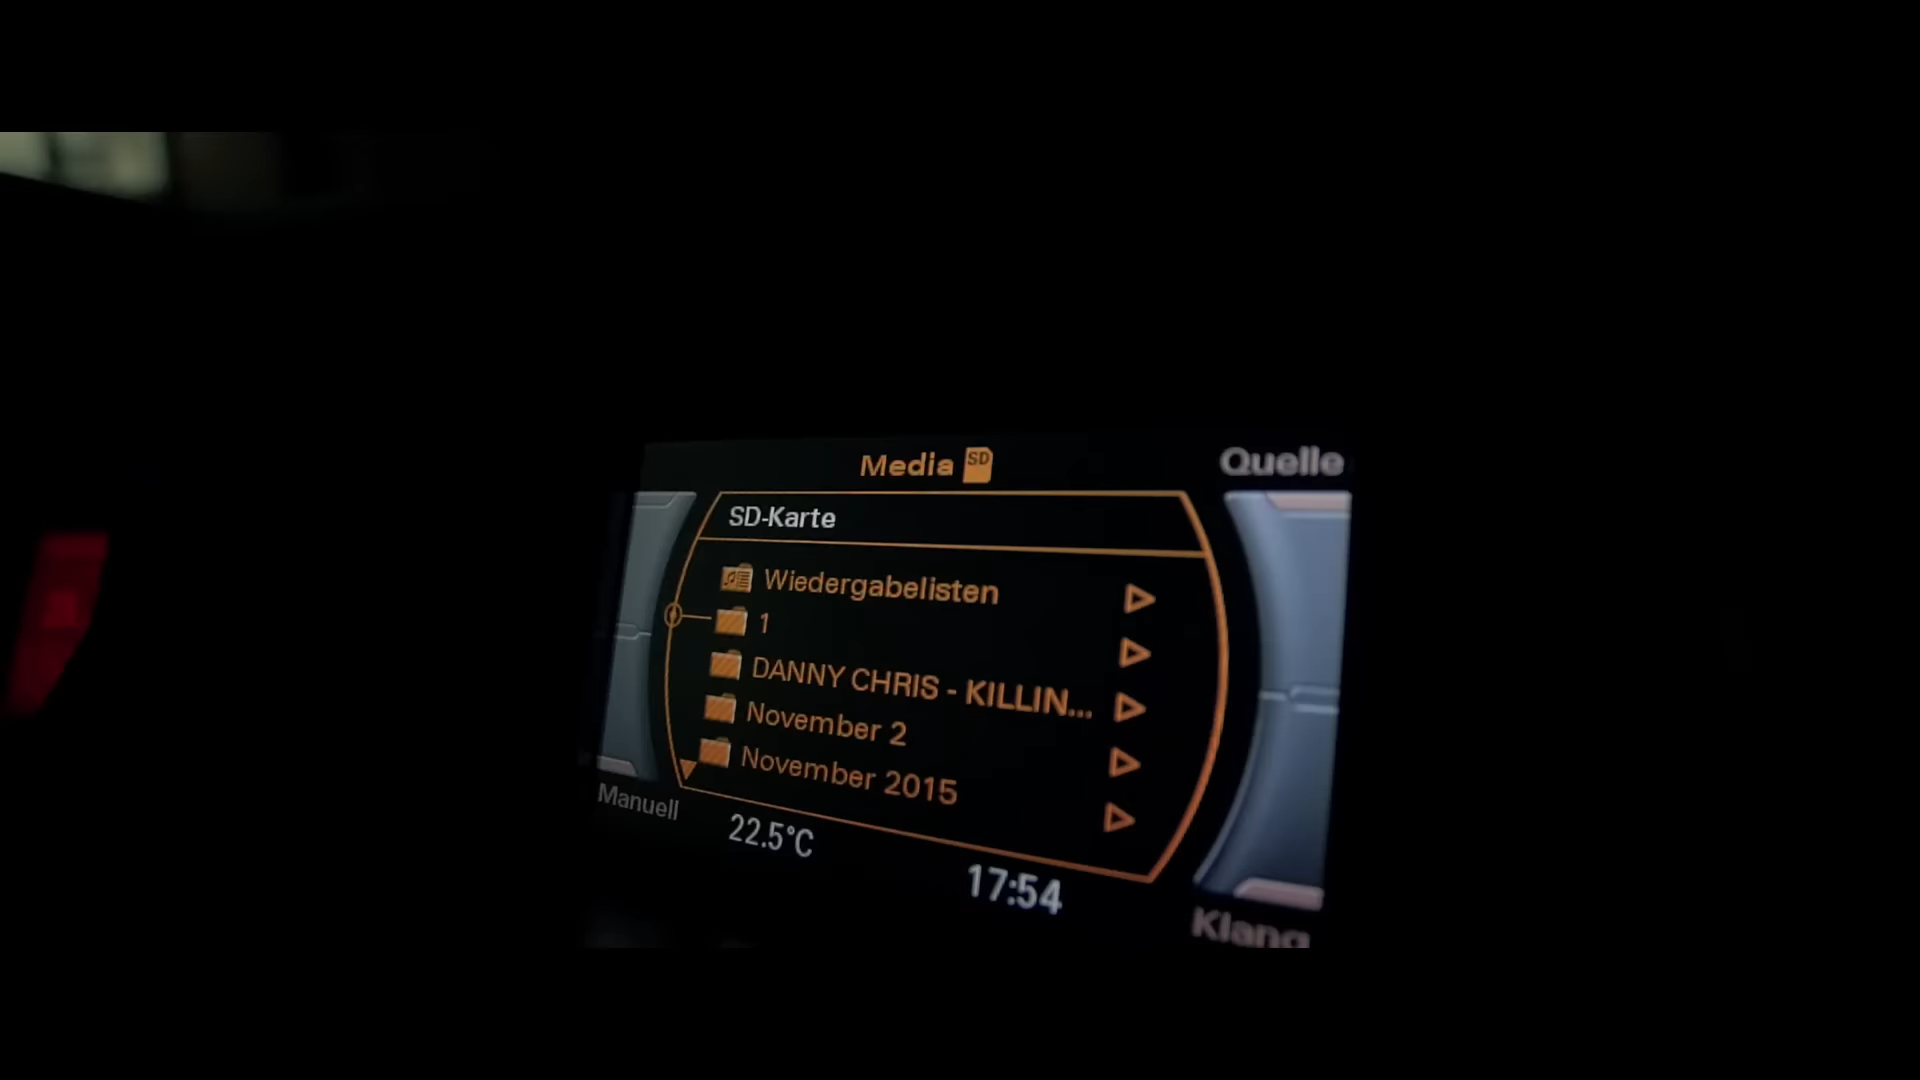 Media SD
Quelle
SD-Karte
Wiedergabelisten
1
DANNY CHRIS - KILLIN...
November 2
November 2015
Manuell
22.5°C
17:54
Klang